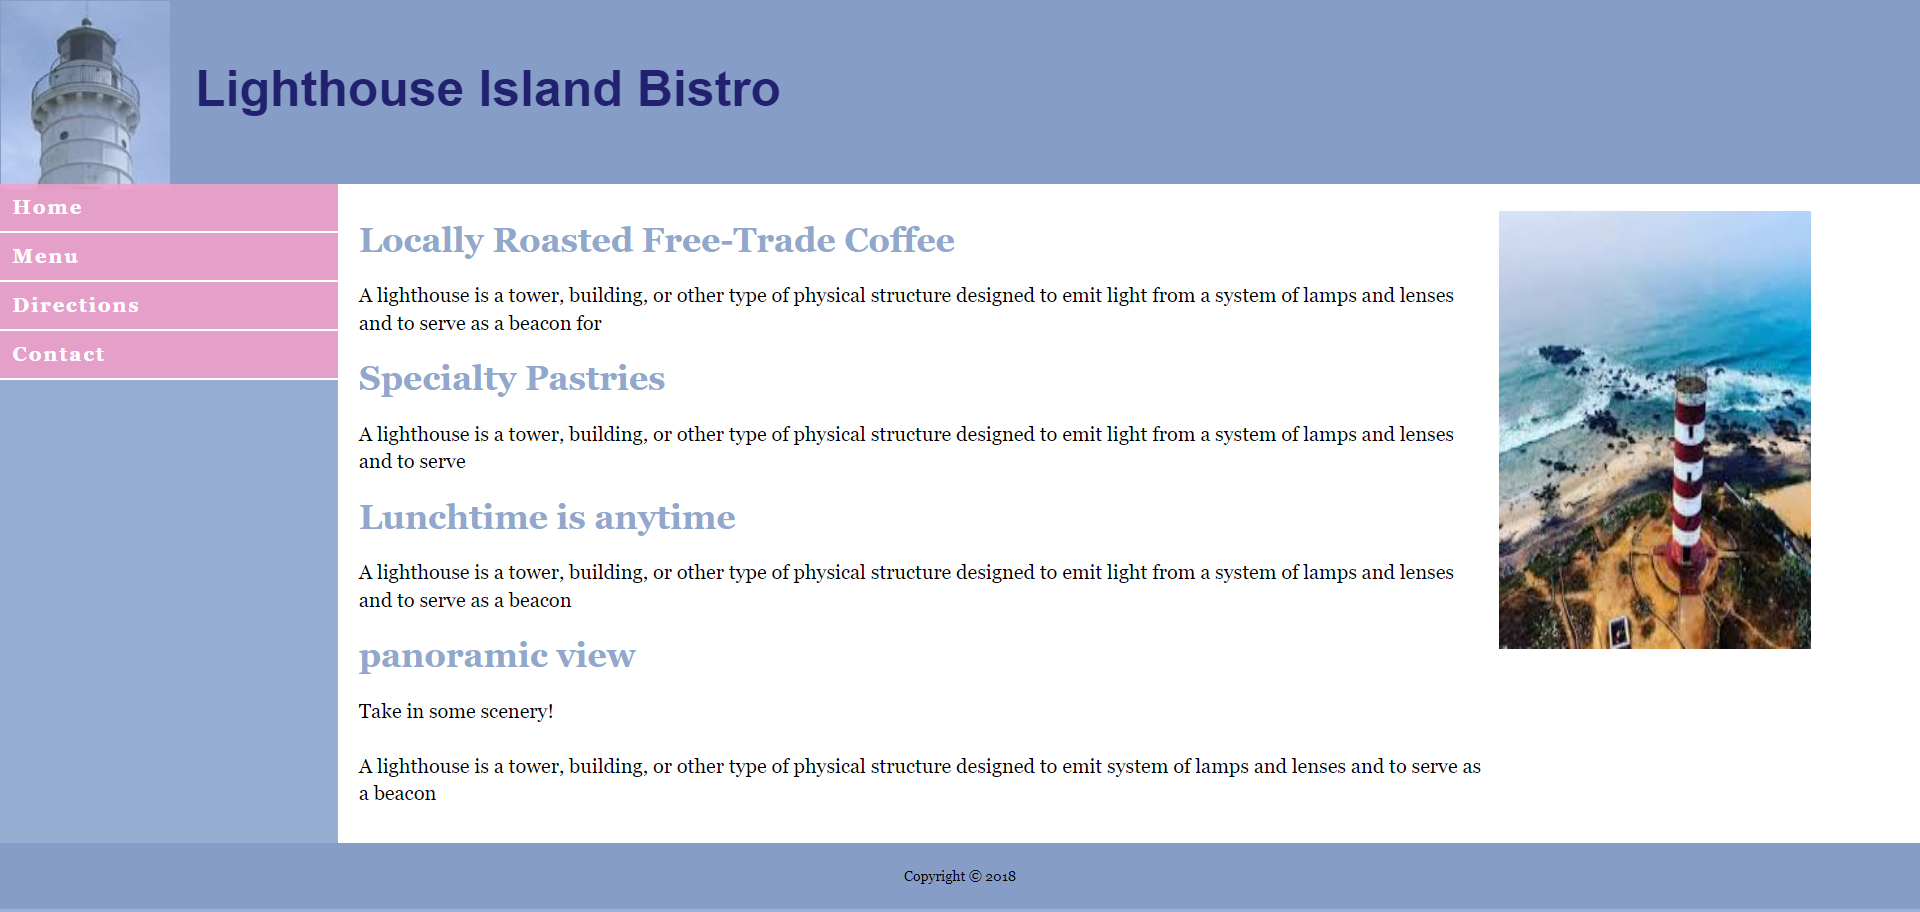 Lighthouse Island Bistro
Home
Menu
Directions
Contact
Locally Roasted Free-Trade Coffee
A lighthouse is a tower, building, or other type of physical structure designed to emit light from a system of lamps and lenses
and to serve as a beacon for
Specialty Pastries
A lighthouse is a tower, building, or other type of physical structure designed to emit light from a system of lamps and lenses
and to serve
Lunchtime is anytime
A lighthouse is a tower, building, or other type of physical structure designed to emit light from a system of lamps and lenses
and to serve as a beacon
panoramic view
Take in some scenery!
A lighthouse is a tower, building, or other type of physical structure designed to emit system of lamps and lenses and to serve as
a beacon
Copyright © 2018